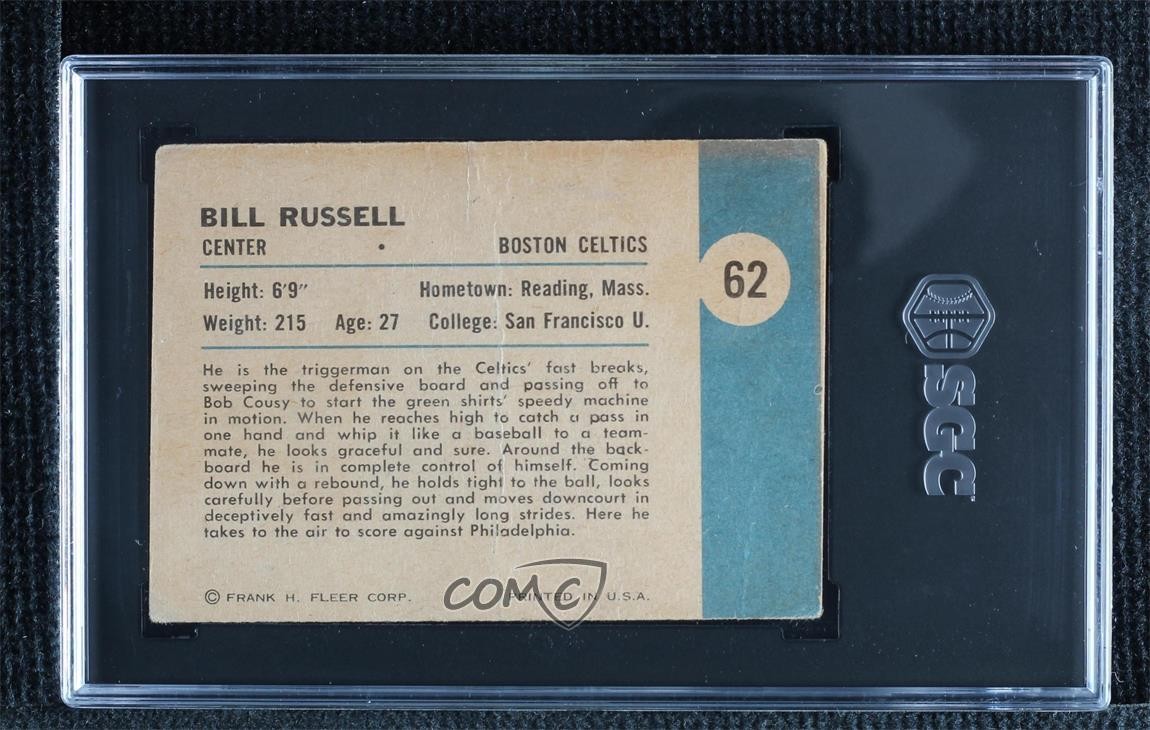 BILL RUSSELL
CENTER • BOSTON CELTICS
62
Height: 6'9" Hometown: Reading, Mass.
Weight: 215 Age: 27 College: San Francisco U.
He is the triggerman on the Celtics' fast breaks,
sweeping the defensive board and passing off to
Bob Cousy to start the green shirts' speedy machine
in motion. When he reaches high to catch a pass in
one hand and whip it like a baseball to a team-
mate, he looks graceful and sure. Around the back-
board he is in complete control of himself. Coming
down with a rebound, he holds tight to the ball, looks
carefully before passing out and moves downcourt in
deceptively fast and amazingly long strides. Here he
takes to the air to score against Philadelphia.
© FRANK H. FLEER CORP. PRINTED IN U.S.A.
COMC
SGC